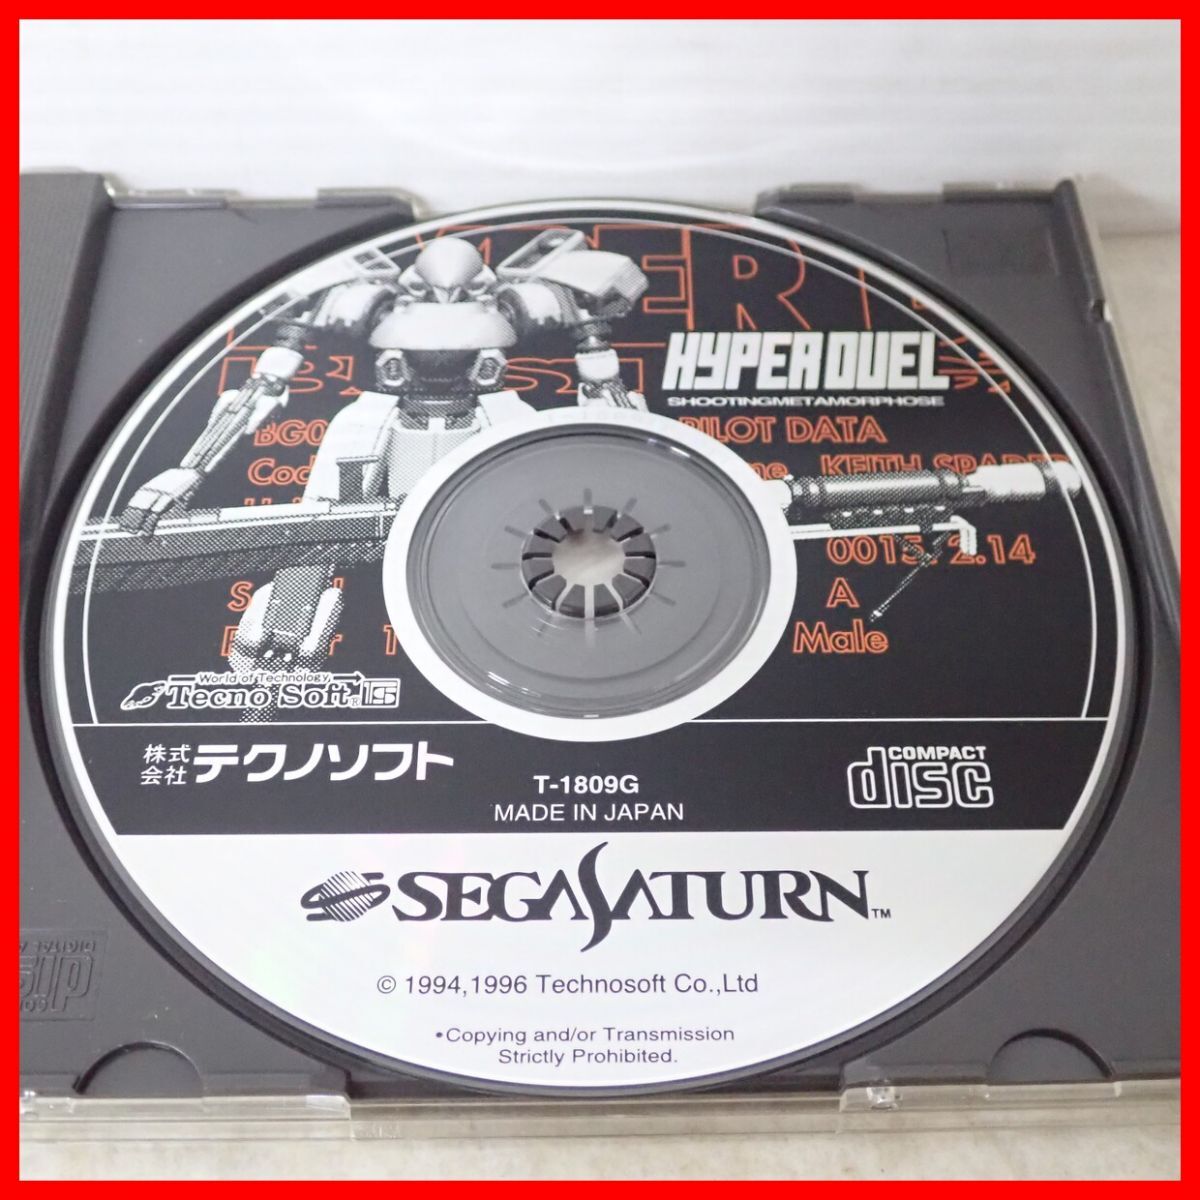 HYPER DUEL
SHOOTINGMETAMORPHOSE
PILOT DATA
KEITH
0015. 2.14
A
Male
World of Technology
Tecno Soft®
株式会社 テクノソフト
T-1809G
MADE IN JAPAN
COMPACT
disc
SEGA SATURN™
© 1994,1996 Technosoft Co.,Ltd
•Copying and/or Transmission
Strictly Prohibited.